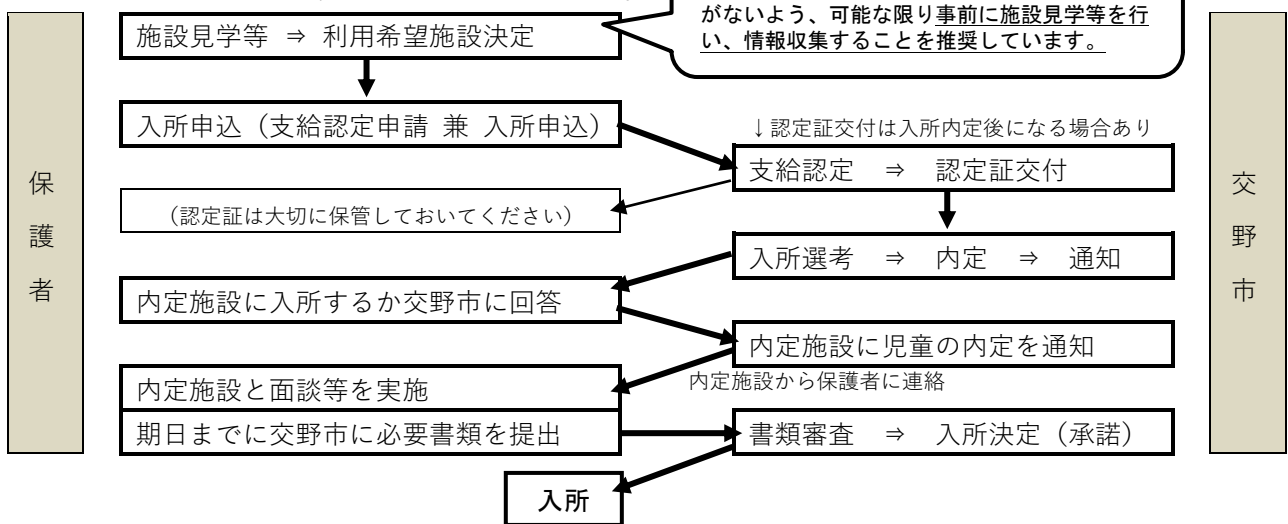 がないよう、可能な限り事前に施設見学等を行
い、情報収集することを推奨しています。
施設見学等 ⇒ 利用希望施設決定
入所申込（支給認定申請 兼 入所申込）
↓認定証交付は入所内定後になる場合あり
支給認定 ⇒ 認定証交付
（認定証は大切に保管しておいてください）
入所選考 ⇒ 内定 ⇒ 通知
内定施設に入所するか交野市に回答
内定施設に児童の内定を通知
内定施設から保護者に連絡
内定施設と面談等を実施
期日までに交野市に必要書類を提出
書類審査 ⇒ 入所決定（承諾）
入所
保護者
交野市